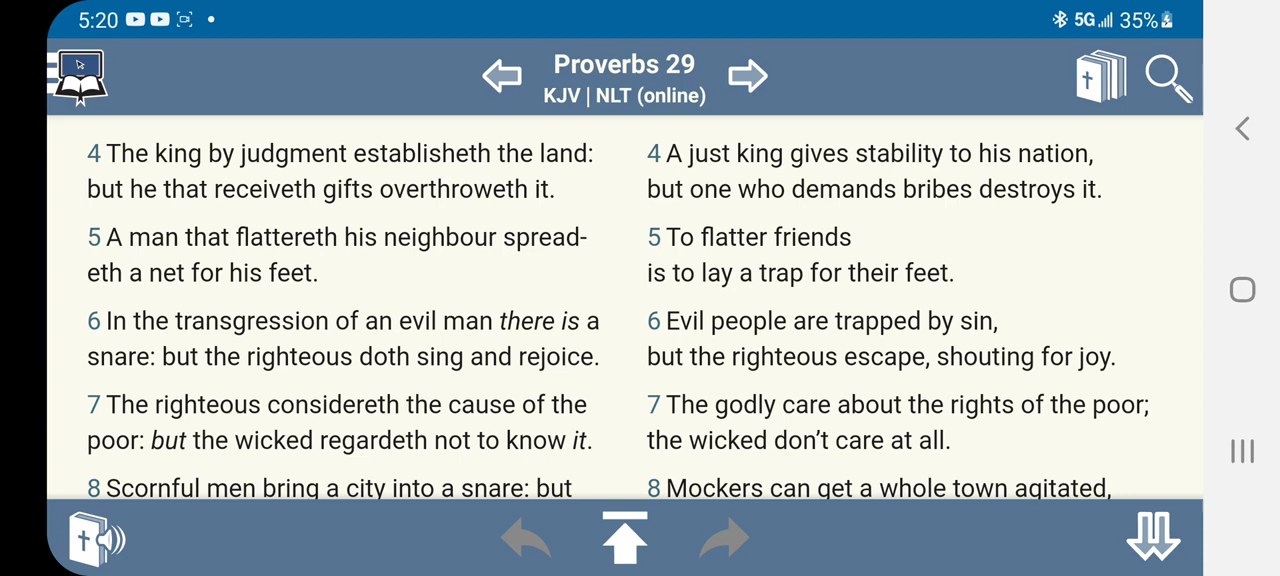 5:20
5G 35%
Proverbs 29
KJV | NLT (online)
4 The king by judgment establisheth the land:
but he that receiveth gifts overthroweth it.
5 A man that flattereth his neighbour spread-
eth a net for his feet.
6 In the transgression of an evil man there is a
snare: but the righteous doth sing and rejoice.
7 The righteous considereth the cause of the
poor: but the wicked regardeth not to know it.
8 Scornful men bring a city into a snare: but
4 A just king gives stability to his nation,
but one who demands bribes destroys it.
5 To flatter friends
is to lay a trap for their feet.
6 Evil people are trapped by sin,
but the righteous escape, shouting for joy.
7 The godly care about the rights of the poor;
the wicked don’t care at all.
8 Mockers can get a whole town agitated,